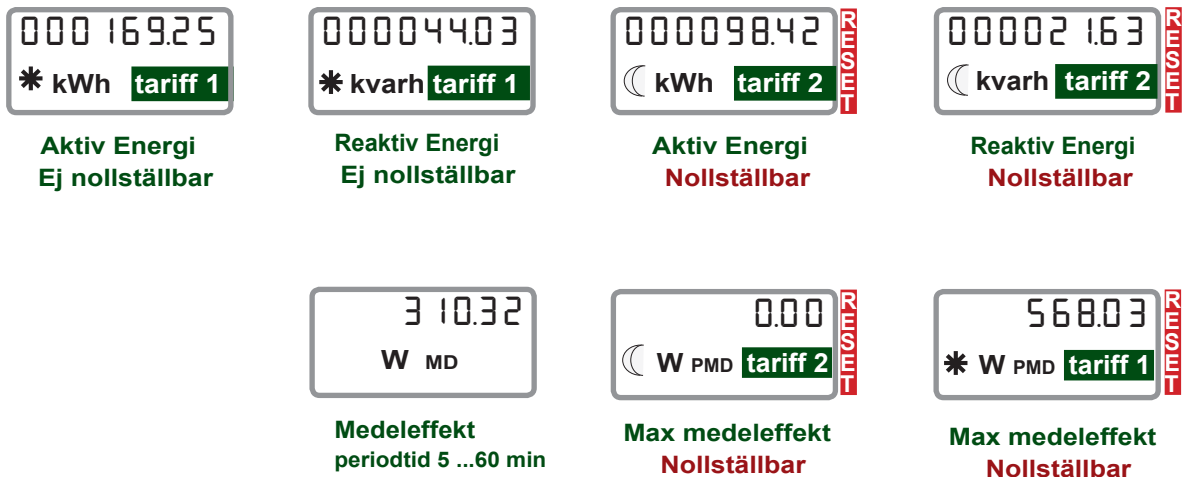 000169.25
kWh tariff 1
Aktiv Energi
Ej nollställbar
000044.03
kvarh tariff 1
Reaktiv Energi
Ej nollställbar
000098.42
kWh tariff 2
RESET
Aktiv Energi
Nollställbar
000021.63
kvarh tariff 2
RESET
Reaktiv Energi
Nollställbar
310.32
W MD
Medeleffekt
periodtid 5 ...60 min
0.00
W PMD tariff 2
RESET
Max medeleffekt
Nollställbar
568.03
W PMD tariff 1
RESET
Max medeleffekt
Nollställbar